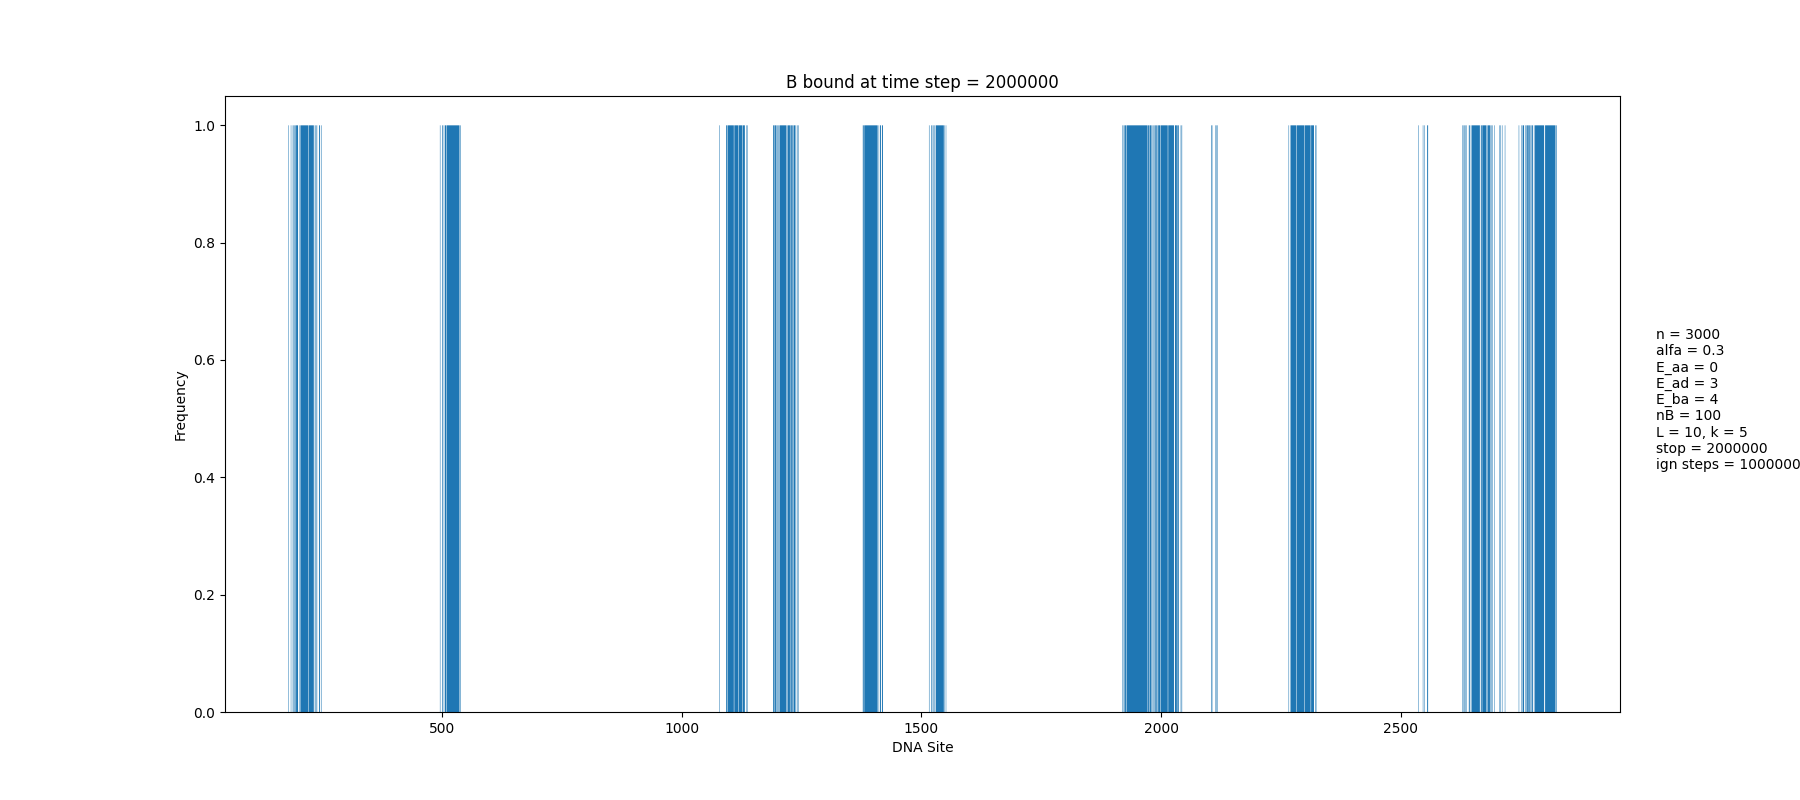 B bound at time step = 2000000
1.0
0.8
0.6
0.4
0.2
0.0
Frequency
500
1000
1500
2000
2500
DNA Site
n = 3000
alfa = 0.3
E_aa = 0
E_ad = 3
E_ba = 4
nB = 100
L = 10, k = 5
stop = 2000000
ign steps = 1000000